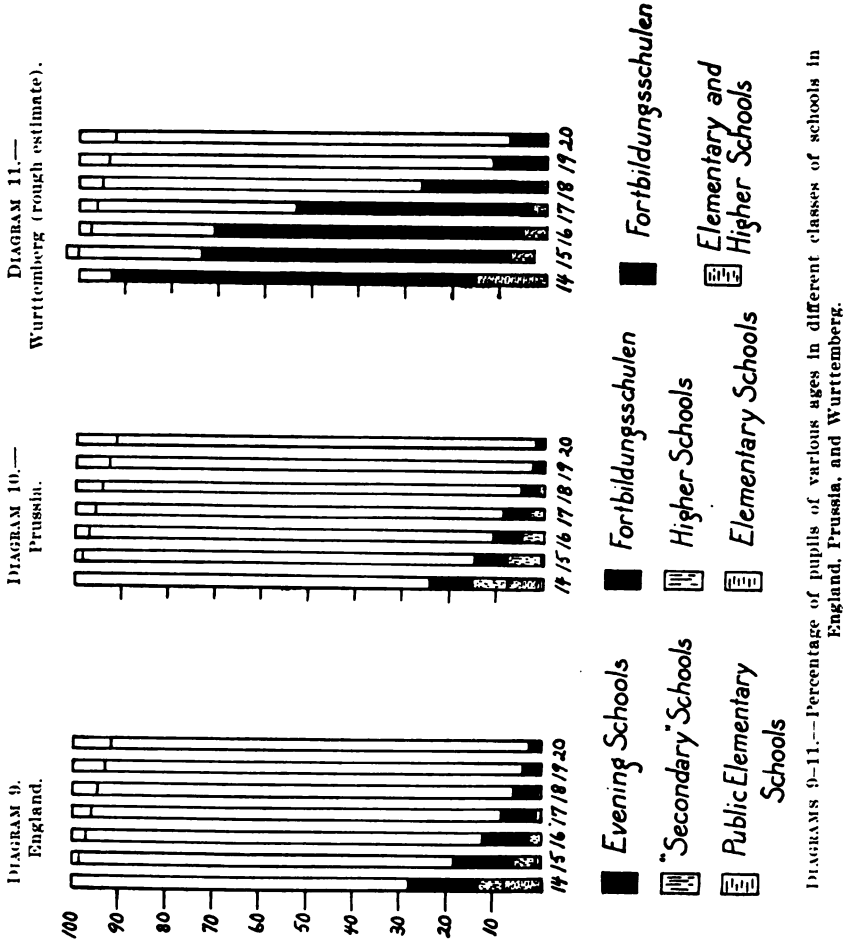 DIAGRAM 9.
England.
DIAGRAM 10.—
Prussia.
DIAGRAM 11.—
Wurttemberg (rough estimate).
100
90
80
70
60
50
40
30
20
10
14 15 16 17 18 19 20
14 15 16 17 18 19 20
14 15 16 17 18 19 20
Evening Schools
"Secondary" Schools
Public Elementary
Schools
Fortbildungsschulen
Higher Schools
Elementary Schools
Fortbildungsschulen
Elementary and
Higher Schools
DIAGRAMS 9–11.—Percentage of pupils of various ages in different classes of schools in
England, Prussia, and Wurttemberg.